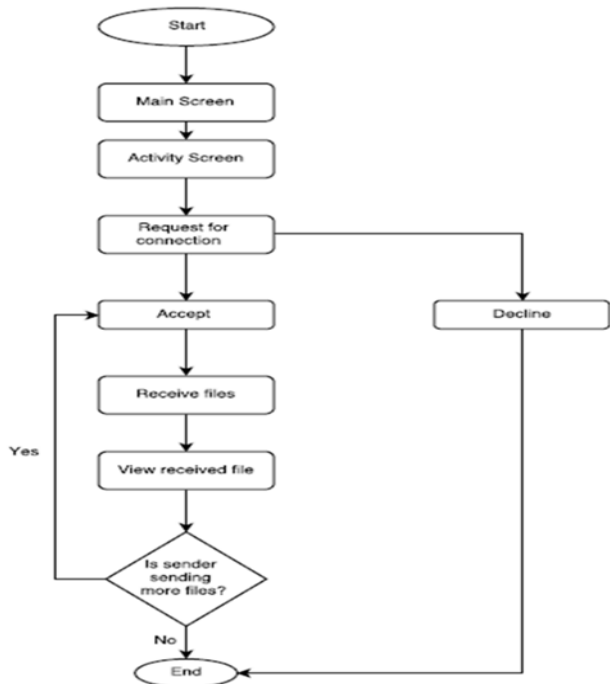 Start
Main Screen
Activity Screen
Request for
connection
Accept
Decline
Receive files
Yes
View received file
Is sender
sending
more files?
No
End